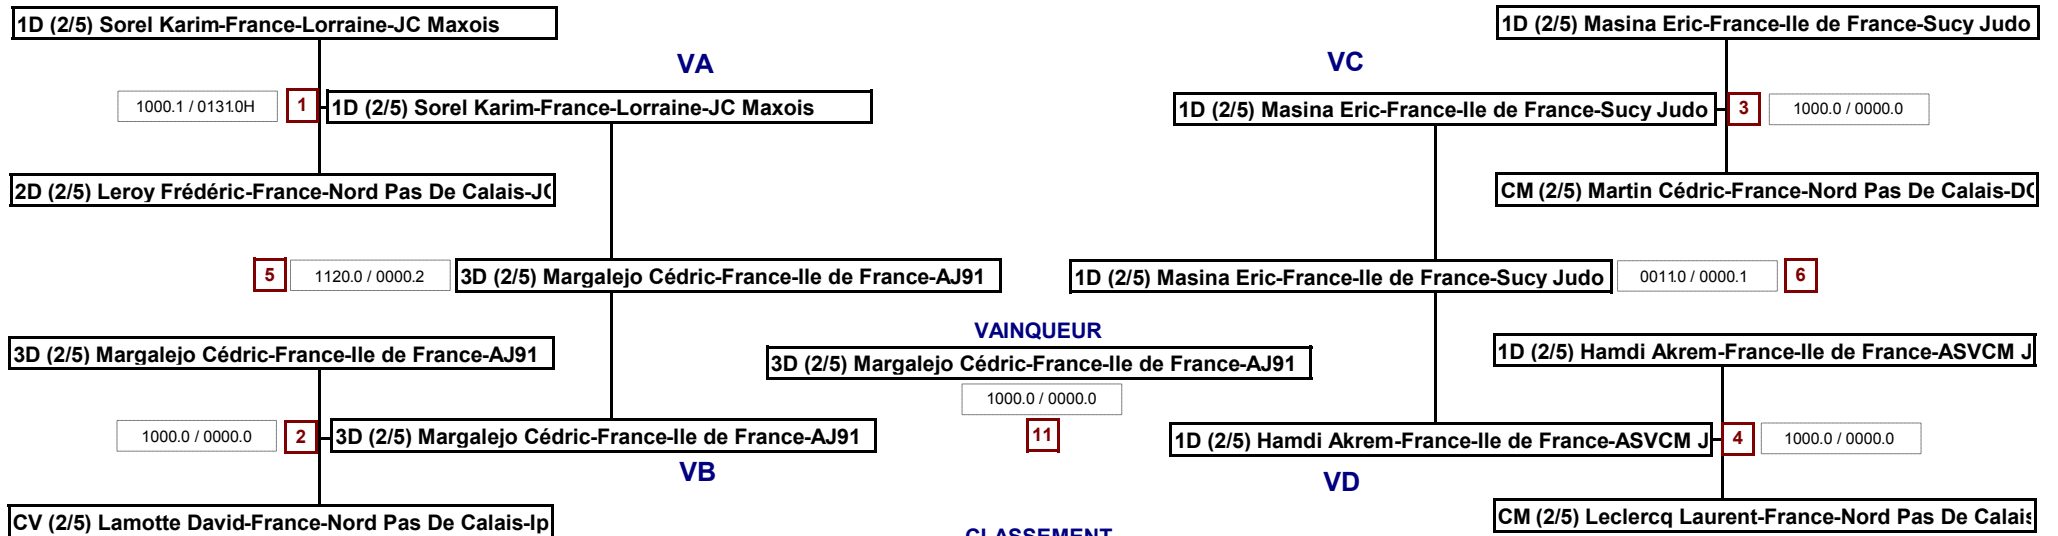 1D (2/5) Sorel Karim-France-Lorraine-JC Maxois
1D (2/5) Masina Eric-France-Ile de France-Sucy Judo
VA
VC
1000.1 / 0131.0H
1
1D (2/5) Sorel Karim-France-Lorraine-JC Maxois
1D (2/5) Masina Eric-France-Ile de France-Sucy Judo
3
1000.0 / 0000.0
2D (2/5) Leroy Frédéric-France-Nord Pas De Calais-JC
CM (2/5) Martin Cédric-France-Nord Pas De Calais-DO
5
1120.0 / 0000.2
3D (2/5) Margalejo Cédric-France-Ile de France-AJ91
1D (2/5) Masina Eric-France-Ile de France-Sucy Judo
0011.0 / 0000.1
6
VAINQUEUR
3D (2/5) Margalejo Cédric-France-Ile de France-AJ91
3D (2/5) Margalejo Cédric-France-Ile de France-AJ91
1D (2/5) Hamdi Akrem-France-Ile de France-ASVCM J
1000.0 / 0000.0
1000.0 / 0000.0
2
3D (2/5) Margalejo Cédric-France-Ile de France-AJ91
11
1D (2/5) Hamdi Akrem-France-Ile de France-ASVCM J
4
1000.0 / 0000.0
VB
VD
CV (2/5) Lamotte David-France-Nord Pas De Calais-Ip
CM (2/5) Leclercq Laurent-France-Nord Pas De Calais
CLASSEMENT